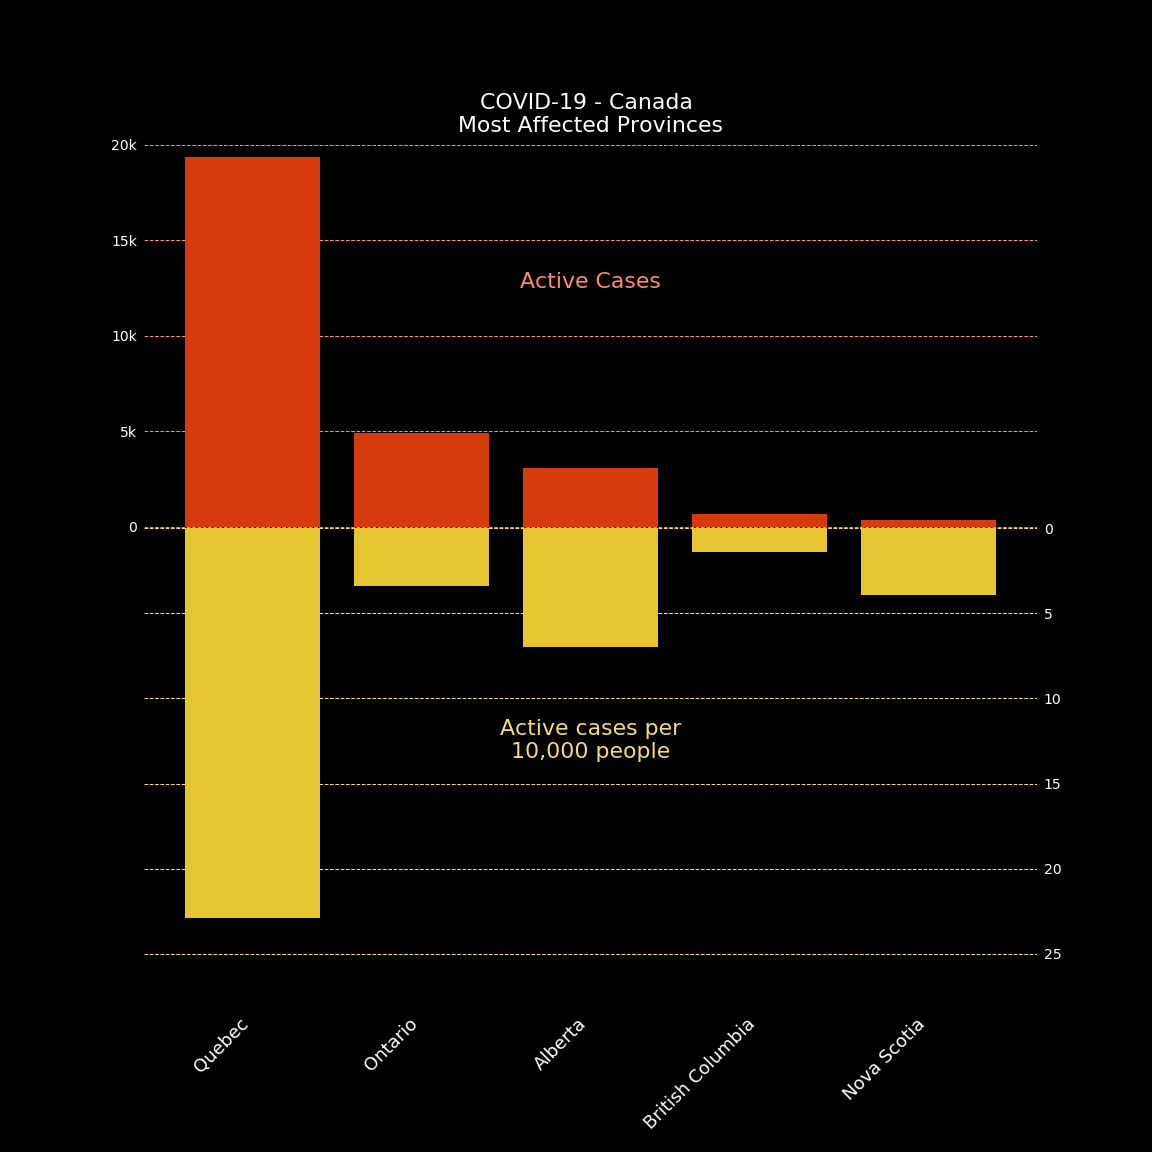 COVID-19 - Canada
Most Affected Provinces
20k
15k
Active Cases
10k
5k
0
0
5
10
Active cases per
10,000 people
15
20
25
Quebec
Ontario
Alberta
British Columbia
Nova Scotia